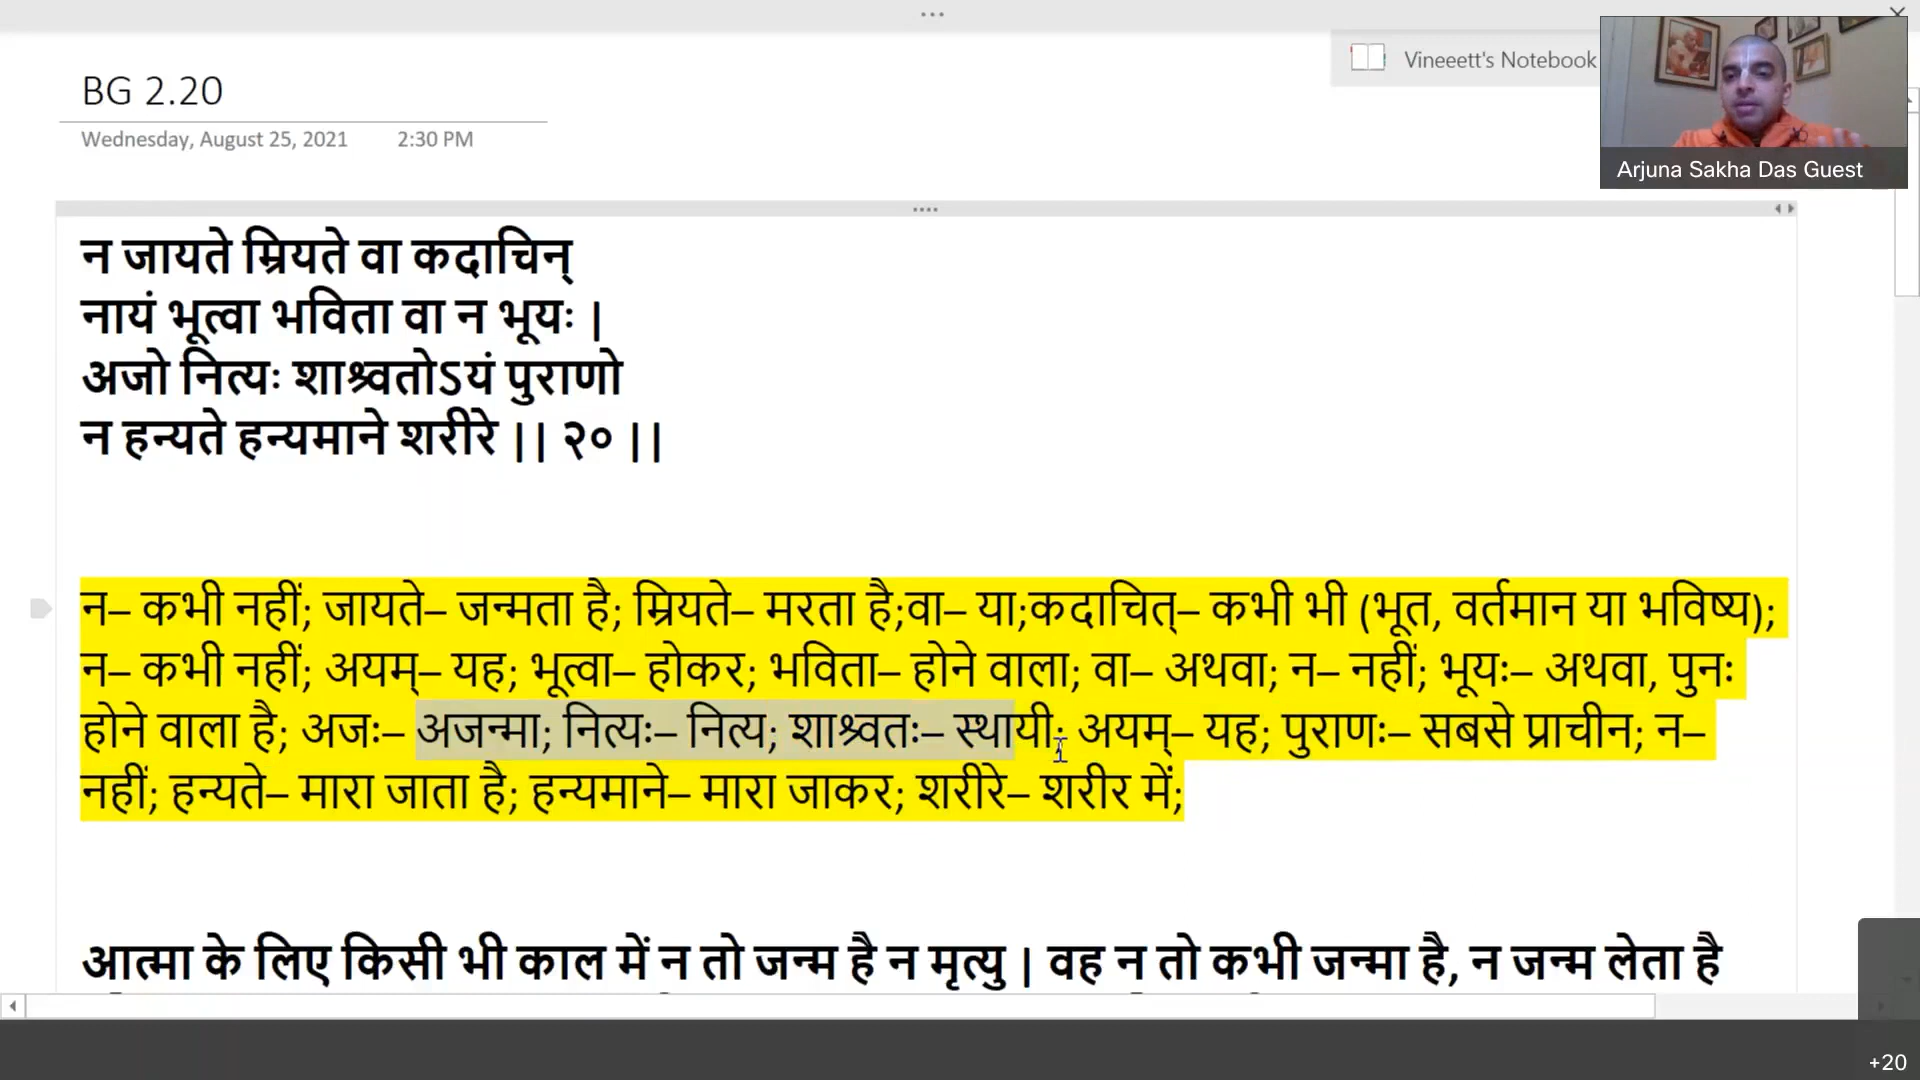 BG 2.20
Vineeett's Notebook
Wednesday, August 25, 2021 2:30 PM
Arjuna Sakha Das Guest
न जायते म्रियते वा कदाचिन्
नायं भूत्वा भविता वा न भूयः |
अजो नित्यः शाश्र्वतोऽयं पुराणो
न हन्यते हन्यमाने शरीरे || २० ||
न– कभी नहीं; जायते– जन्मता है; म्रियते– मरता है;वा– या;कदाचित्– कभी भी (भूत, वर्तमान या भविष्य);
न– कभी नहीं; अयम्– यह; भूत्वा– होकर; भविता– होने वाला; वा– अथवा; न– नहीं; भूयः– अथवा, पुनः
होने वाला है; अजः– अजन्मा; नित्यः– नित्य; शाश्र्वतः– स्थायी; अयम्– यह; पुराणः– सबसे प्राचीन; न–
नहीं; हन्यते– मारा जाता है; हन्यमाने– मारा जाकर; शरीरे– शरीर में;
आत्मा के लिए किसी भी काल में न तो जन्म है न मृत्यु | वह न तो कभी जन्मा है, न जन्म लेता है
+20